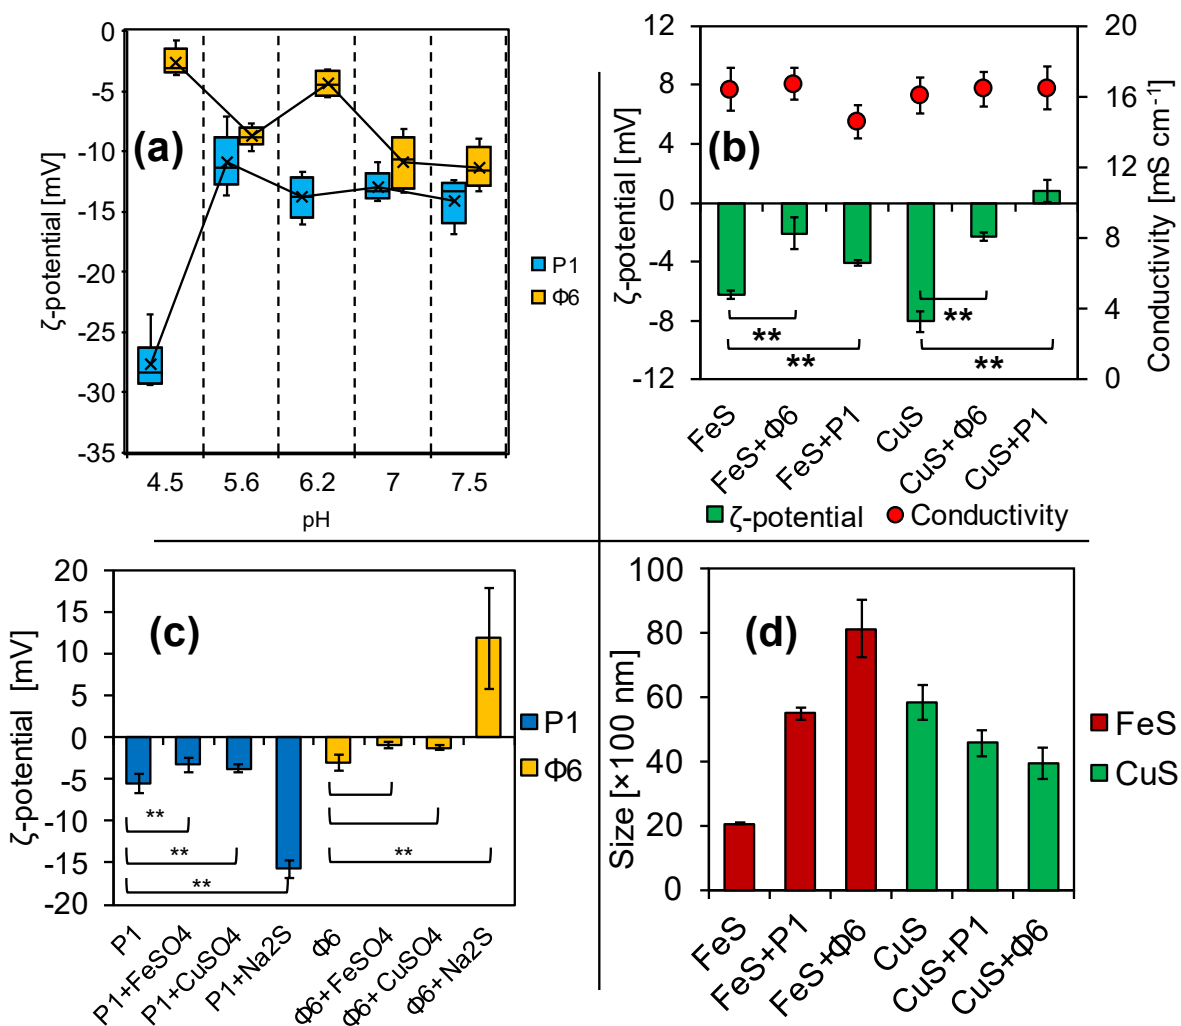 (a)
ζ-potential [mV]
0
-5
-10
-15
-20
-25
-30
-35
4.5 5.6 6.2 7 7.5
pH
P1
Φ6
(b)
ζ-potential [mV]
12
8
4
0
-4
-8
-12
Conductivity [mS cm⁻¹]
20
16
12
8
4
0
**
**
**
**
FeS
FeS+Φ6
FeS+P1
CuS
CuS+Φ6
CuS+P1
ζ-potential Conductivity
(c)
ζ-potential [mV]
20
15
10
5
0
-5
-10
-15
-20
**
**
**
**
P1
P1+FeSO4
P1+CuSO4
P1+Na2S
Φ6
Φ6+FeSO4
Φ6+ CuSO4
Φ6+Na2S
P1
Φ6
(d)
Size [×100 nm]
100
80
60
40
20
0
FeS
FeS+P1
FeS+Φ6
CuS
CuS+P1
CuS+Φ6
FeS
CuS